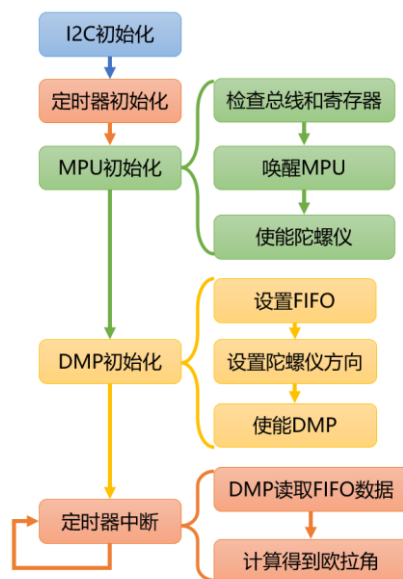 I2C初始化
定时器初始化
MPU初始化
检查总线和寄存器
唤醒MPU
使能陀螺仪
DMP初始化
设置FIFO
设置陀螺仪方向
使能DMP
定时器中断
DMP读取FIFO数据
计算得到欧拉角